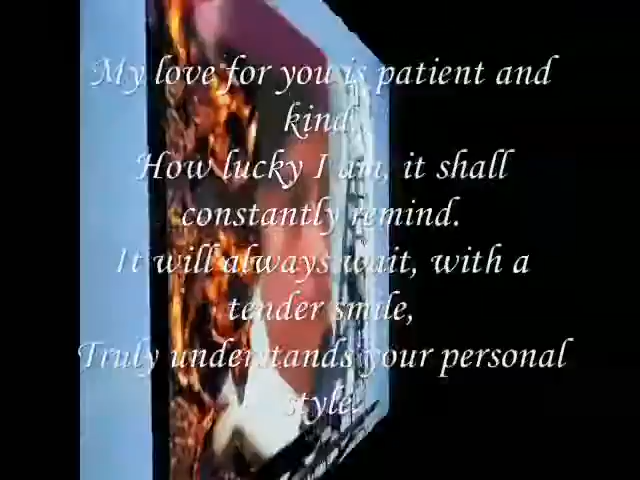 My love for you is patient and
kind.
How lucky I am, it shall
constantly remind.
It will always wait, with a
tender smile,
Truly understands your personal
style.